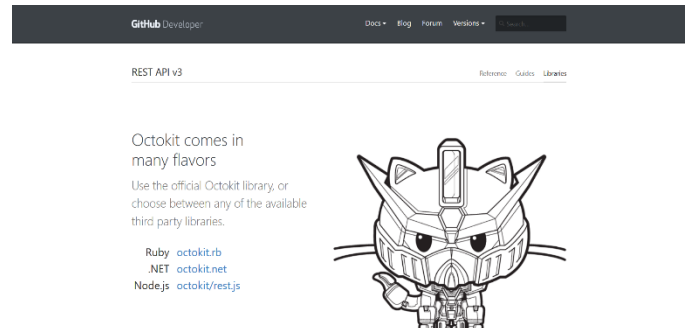 GitHub Developer
Docs Blog Forum Versions Search...
REST API v3
Reference Guides Libraries
Octokit comes in
many flavors
Use the official Octokit library, or
choose between any of the available
third party libraries.
Ruby octokit.rb
.NET octokit.net
Node.js octokit/rest.js